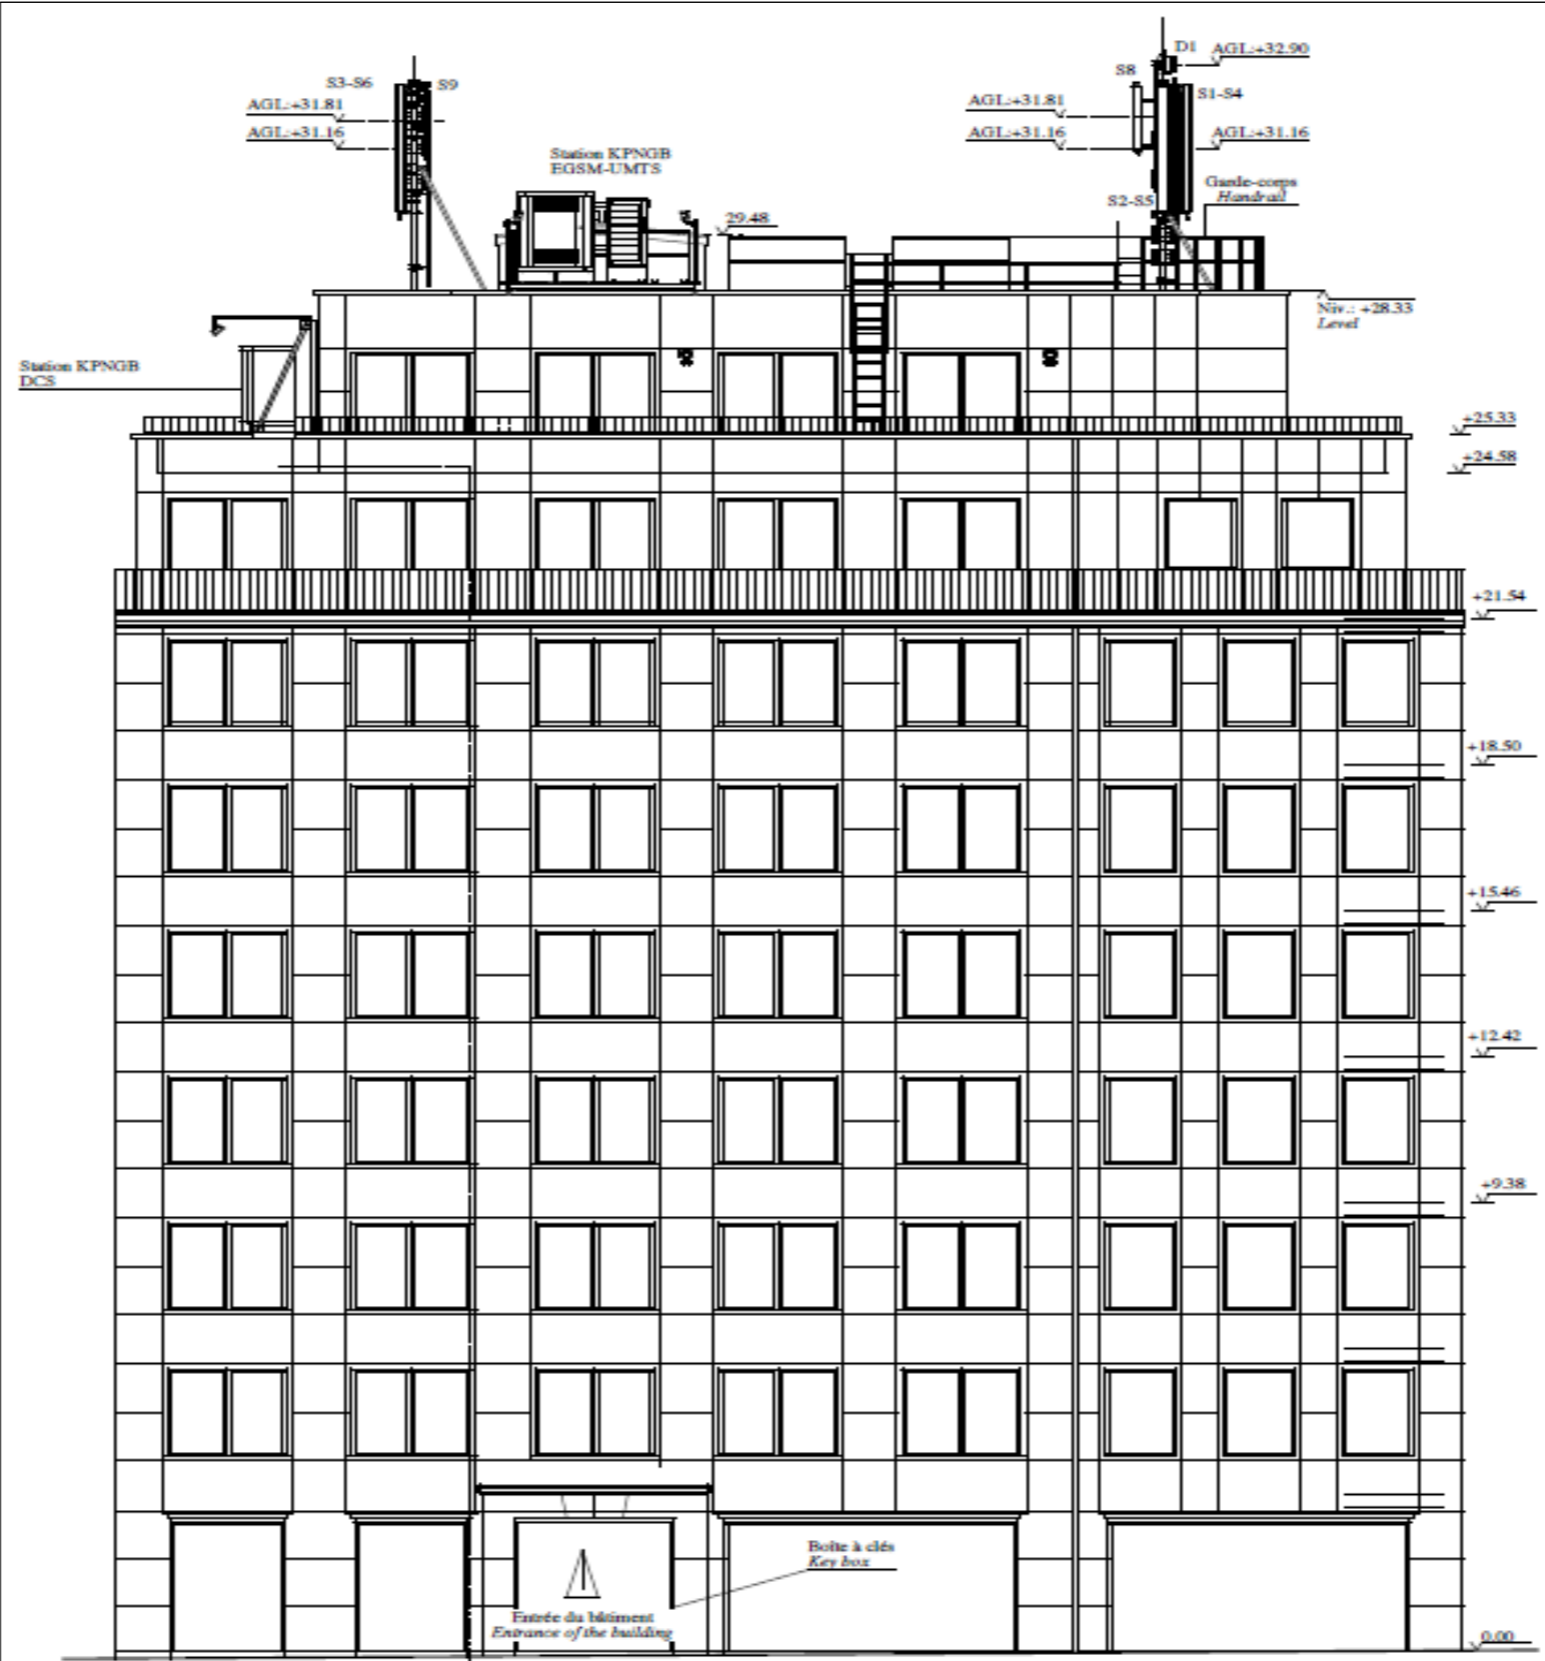 D1 AGL:+32.90
S3-S6 S9
S8
S1-S4
AGL:+31.81
AGL:+31.81
AGL:+31.16
AGL:+31.16
AGL:+31.16
Station KPNGB
EGSM-UMTS
Garde-corps
Handrail
S2-S5
29.48
Niv.: +28.33
Level
Station KPNGB
DCS
+25.33
+24.58
+21.54
+18.50
+15.46
+12.42
+9.38
Boîte à clés
Key box
Entrée du bâtiment
Entrance of the building
0.00